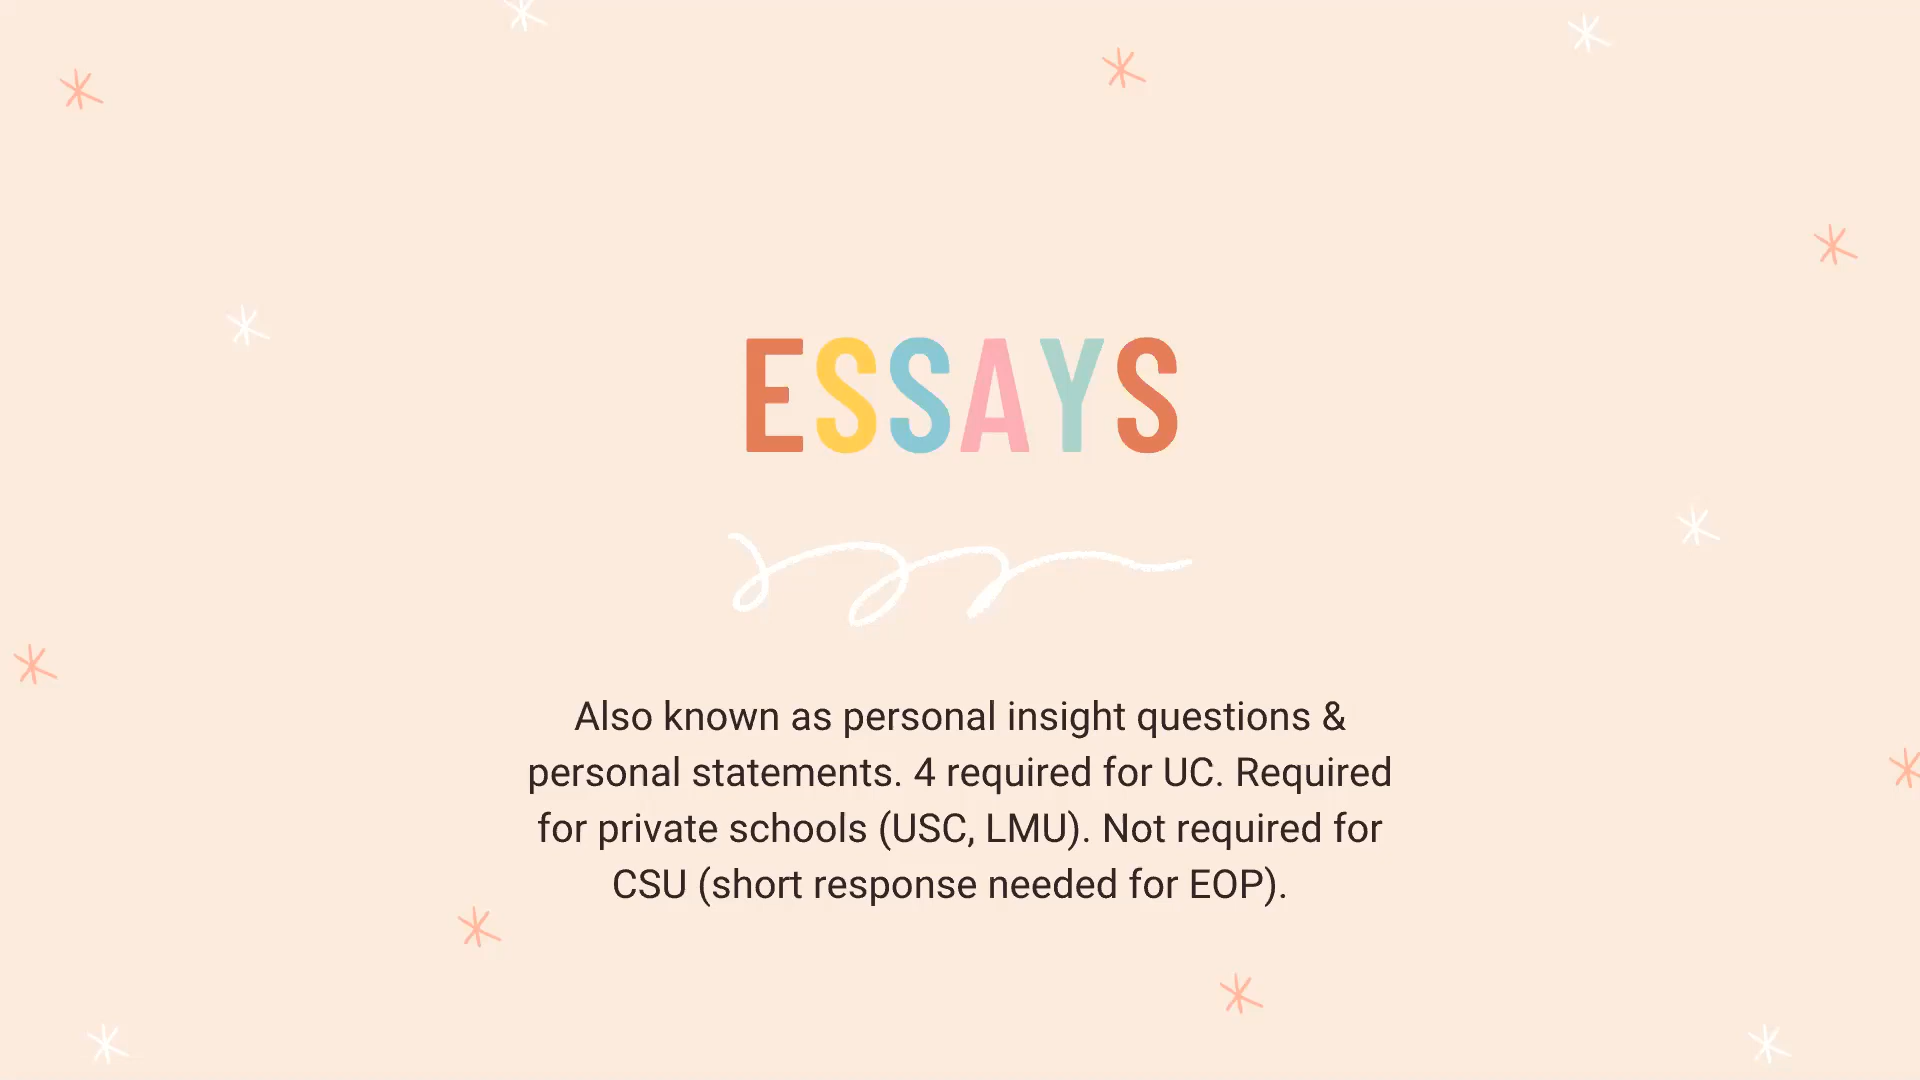 ESSAYS
Also known as personal insight questions &
personal statements. 4 required for UC. Required
for private schools (USC, LMU). Not required for
CSU (short response needed for EOP).